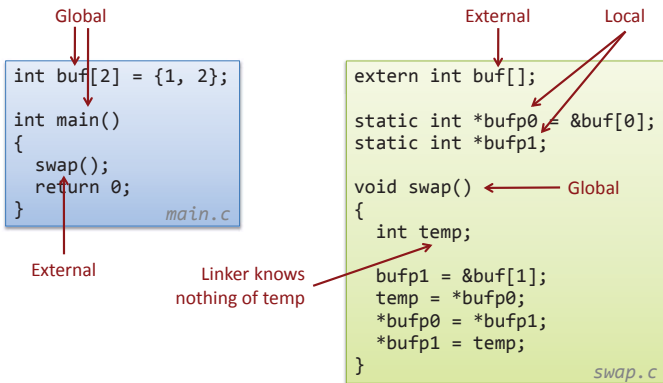 Global
int buf[2] = {1, 2};
int main()
{
swap();
return 0;
}
main.c
External
External
Local
extern int buf[];
static int *bufp0 = &buf[0];
static int *bufp1;
void swap()
Global
{
int temp;
Linker knows
nothing of temp
bufp1 = &buf[1];
temp = *bufp0;
*bufp0 = *bufp1;
*bufp1 = temp;
}
swap.c